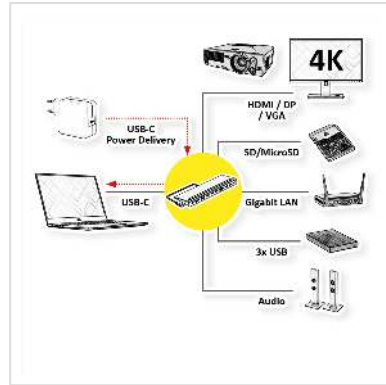 4K
HDMI / DP
/ VGA
USB-C
Power Delivery
SD/MicroSD
USB-C
Gigabit LAN
3x USB
Audio